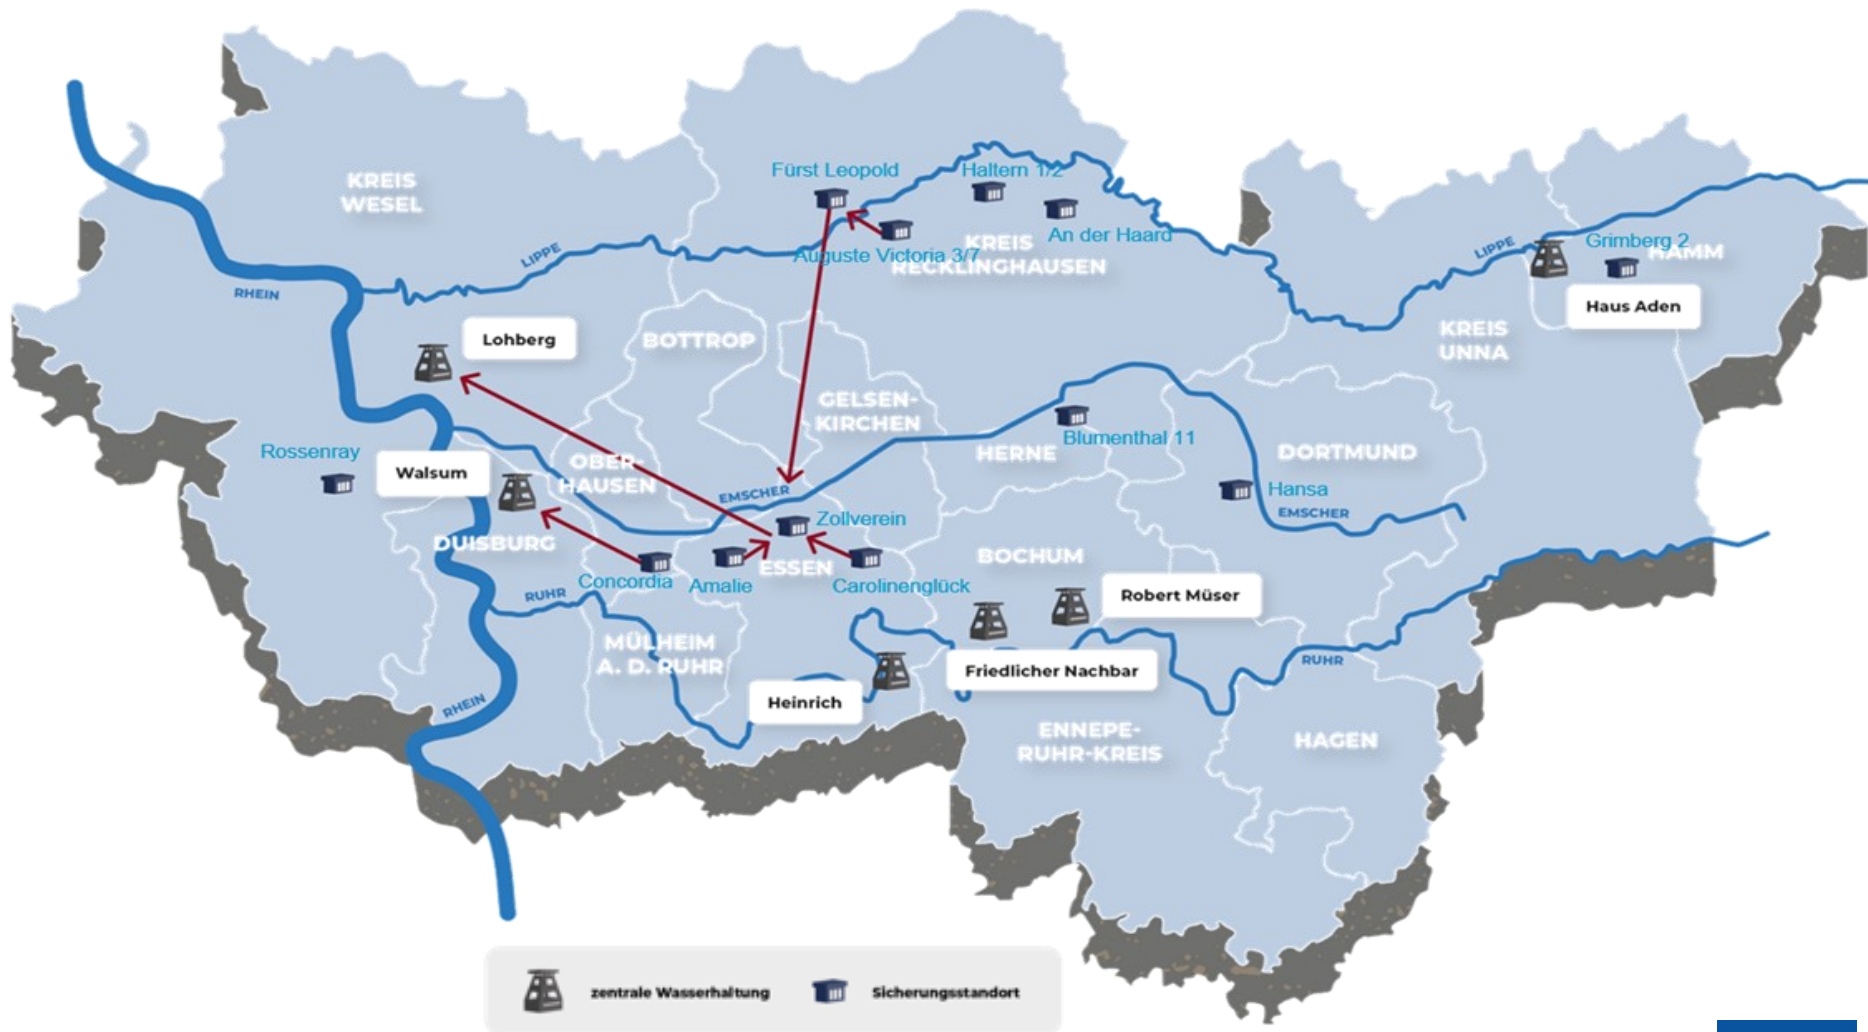 KREIS
WESEL
Fürst Leopold
Haltern 1/2
An der Haard
Auguste Victoria 3/7
KREIS
RECKLINGHAUSEN
LIPPE
LIPPE
Grimberg 2
HAMM
Haus Aden
RHEIN
Lohberg
BOTTROP
KREIS
UNNA
GELSEN-
KIRCHEN
Blumenthal 11
HERNE
DORTMUND
Rossenray
Walsum
OBER-
HAUSEN
EMSCHER
Hansa
EMSCHER
Zollverein
DUISBURG
ESSEN
BOCHUM
Concordia
Amalie
Carolinenglück
RUHR
Robert Müser
MÜLHEIM
A. D. RUHR
Friedlicher Nachbar
RUHR
Heinrich
RHEIN
ENNEPE-
RUHR-KREIS
HAGEN
zentrale Wasserhaltung
Sicherungsstandort